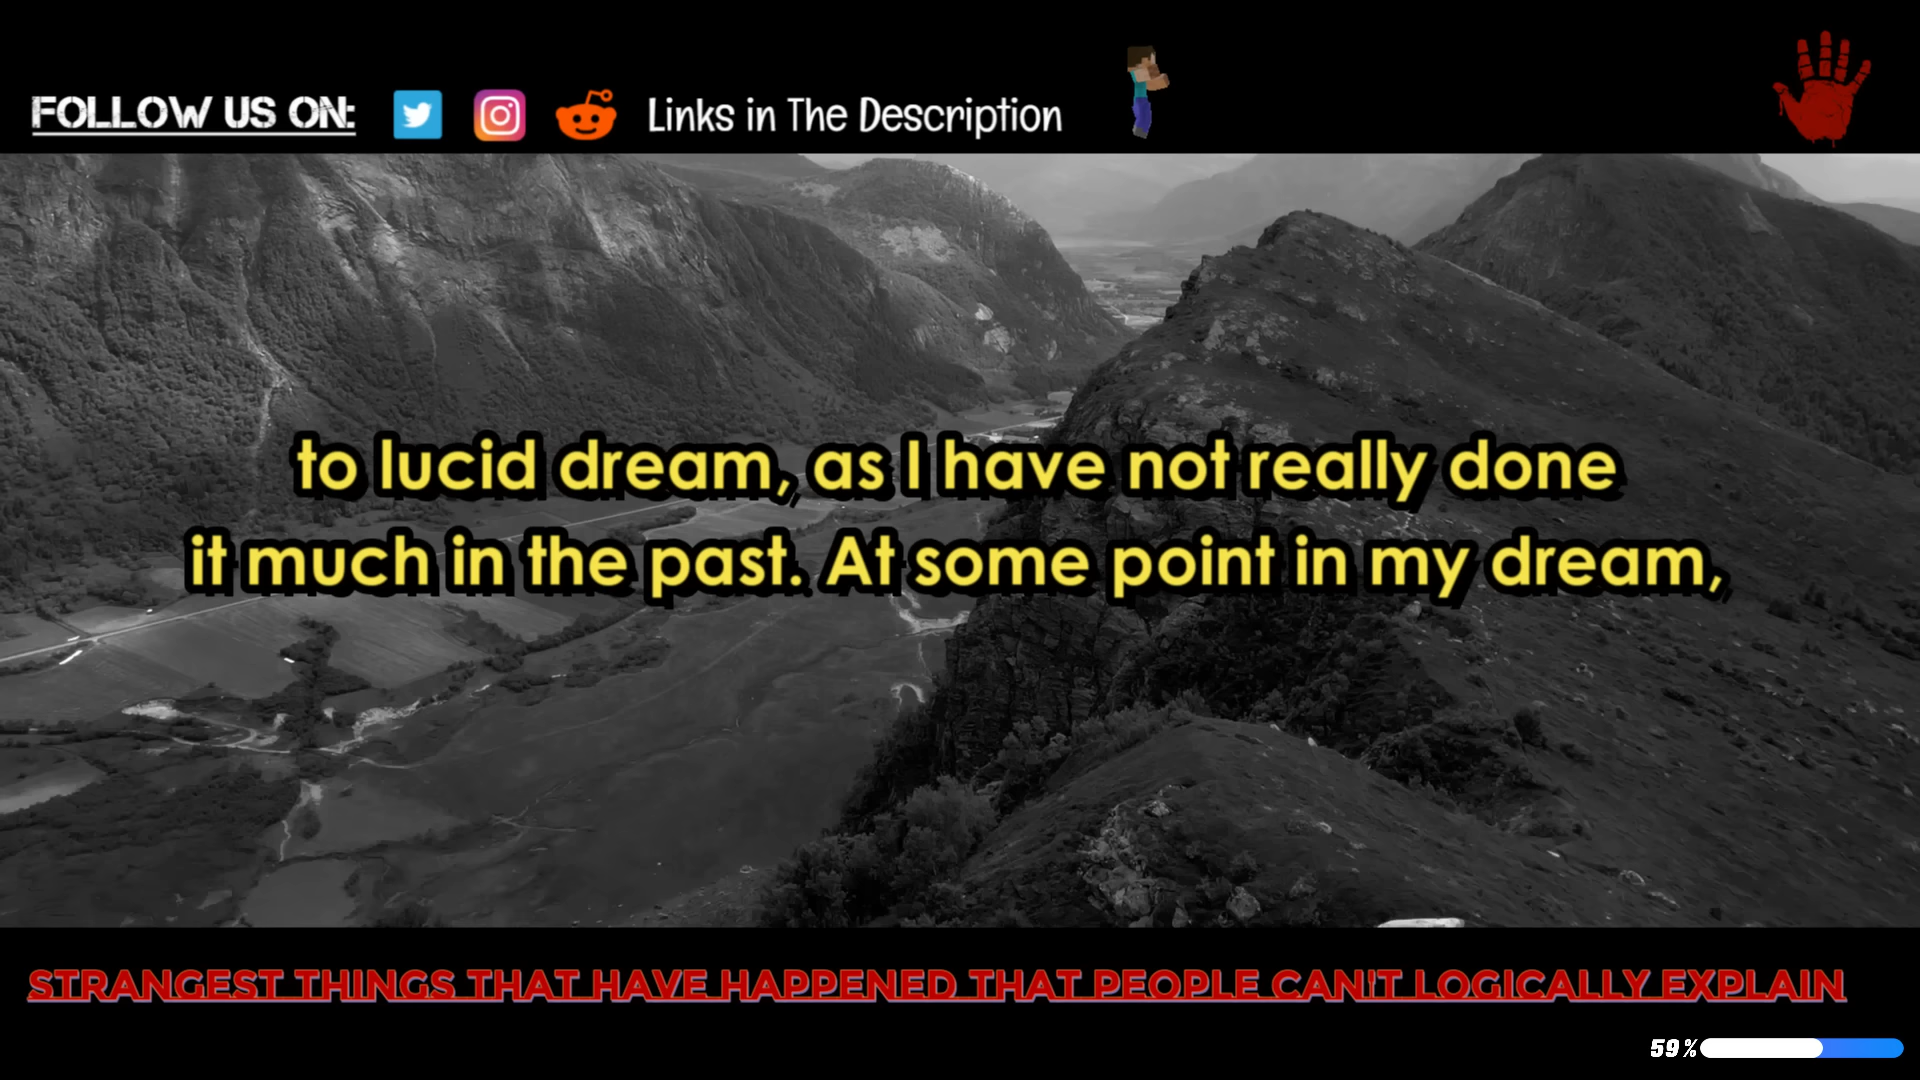 FOLLOW US ON:
Links in The Description
to lucid dream, as I have not really done
it much in the past. At some point in my dream,
STRANGEST THINGS THAT HAVE HAPPENED THAT PEOPLE CAN'T LOGICALLY EXPLAIN
59%